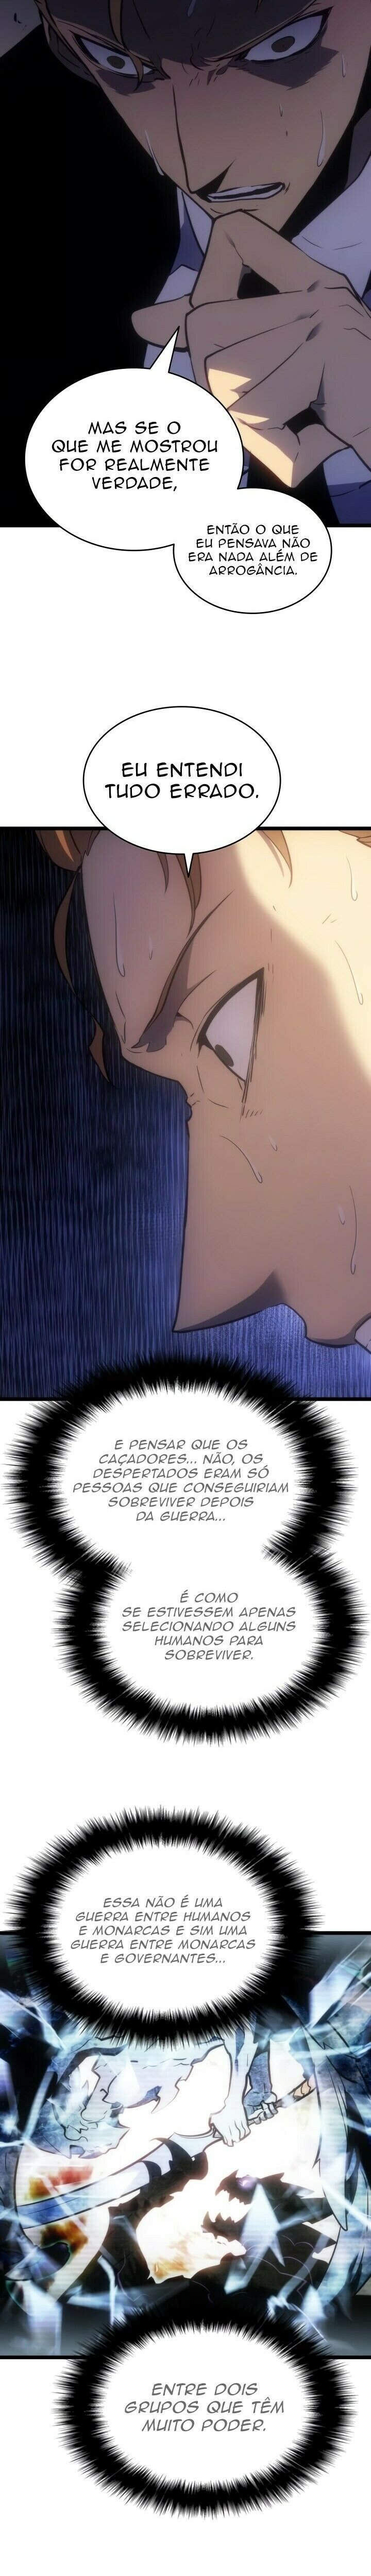 MAS SE O
QUE ME MOSTROU
FOR REALMENTE
VERDADE,
ENTÃO O QUE
EU PENSAVA NÃO
ERA NADA ALÉM DE
ARROGÂNCIA.
EU ENTENDI
TUDO ERRADO.
E PENSAR QUE OS
CAÇADORES... NÃO, OS
DESPERTADOS ERAM SÓ
PESSOAS QUE CONSEGUIRIAM
SOBREVIVER DEPOIS
DA GUERRA...
É COMO
SE ESTIVESSEM APENAS
SELECIONANDO ALGUNS
HUMANOS PARA
SOBREVIVER.
ESSA NÃO É UMA
GUERRA ENTRE HUMANOS
E MONARCAS E SIM UMA
GUERRA ENTRE MONARCAS
E GOVERNANTES...
ENTRE DOIS
GRUPOS QUE TÊM
MUITO PODER.